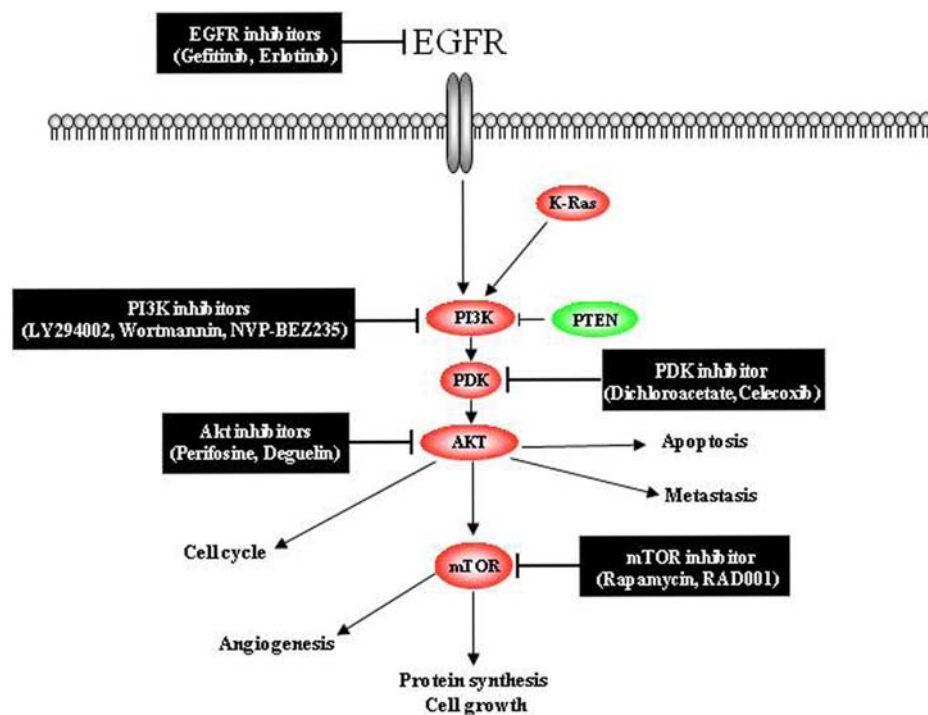 EGFR inhibitors
(Gefitinib, Erlotinib)
EGFR
K-Ras
PI3K inhibitors
(LY294002, Wortmannin, NVP-BEZ235)
PI3K
PTEN
PDK
PDK inhibitor
(Dichloroacetate, Celecoxib)
Akt inhibitors
(Perifosine, Deguelin)
AKT
Apoptosis
Metastasis
Cell cycle
mTOR
mTOR inhibitor
(Rapamycin, RAD001)
Angiogenesis
Protein synthesis
Cell growth